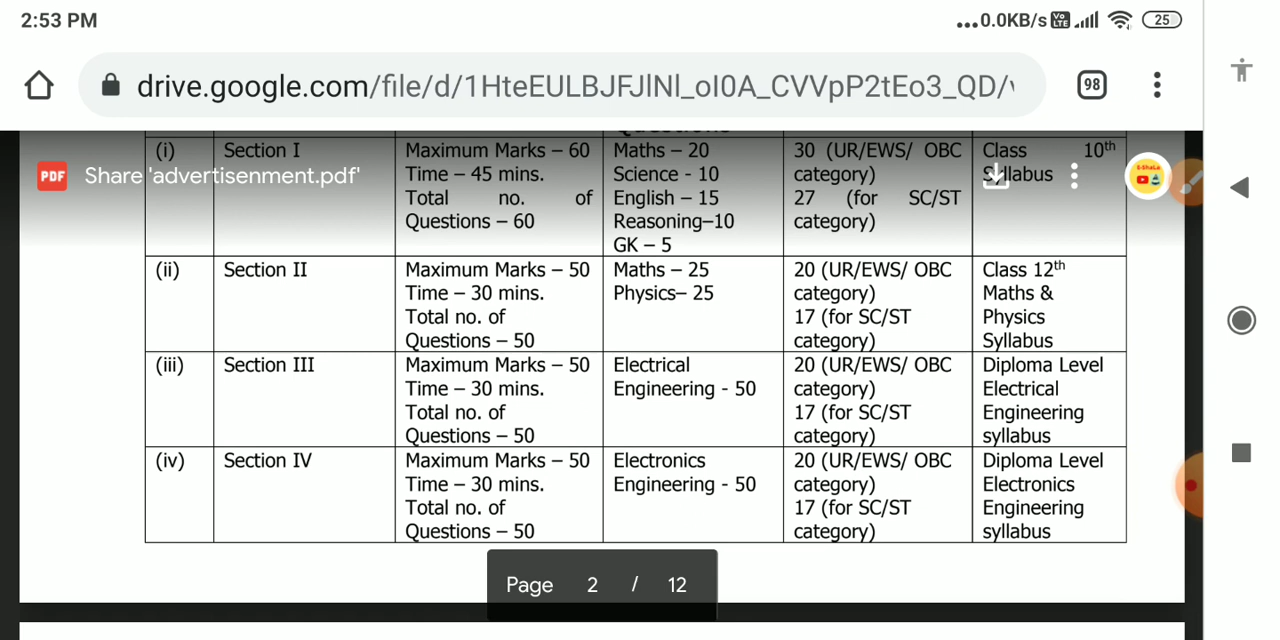 2:53 PM
...0.0KB/s Vo LTE 25
drive.google.com/file/d/1HteEULBJFJlNl_oI0A_CVVpP2tEo3_QD/
98
PDF Share 'advertisenment.pdf'
(i) Section I Maximum Marks – 60 Maths – 20 30 (UR/EWS/ OBC Class 10th
Time – 45 mins. Science - 10 category) Syllabus
Total no. of English – 15 27 (for SC/ST
Questions – 60 Reasoning–10 category)
GK – 5
(ii) Section II Maximum Marks – 50 Maths – 25 20 (UR/EWS/ OBC Class 12th
Time – 30 mins. Physics– 25 category) Maths &
Total no. of 17 (for SC/ST Physics
Questions – 50 category) Syllabus
(iii) Section III Maximum Marks – 50 Electrical 20 (UR/EWS/ OBC Diploma Level
Time – 30 mins. Engineering - 50 category) Electrical
Total no. of 17 (for SC/ST Engineering
Questions – 50 category) syllabus
(iv) Section IV Maximum Marks – 50 Electronics 20 (UR/EWS/ OBC Diploma Level
Time – 30 mins. Engineering - 50 category) Electronics
Total no. of 17 (for SC/ST Engineering
Questions – 50 category) syllabus
Page 2 / 12